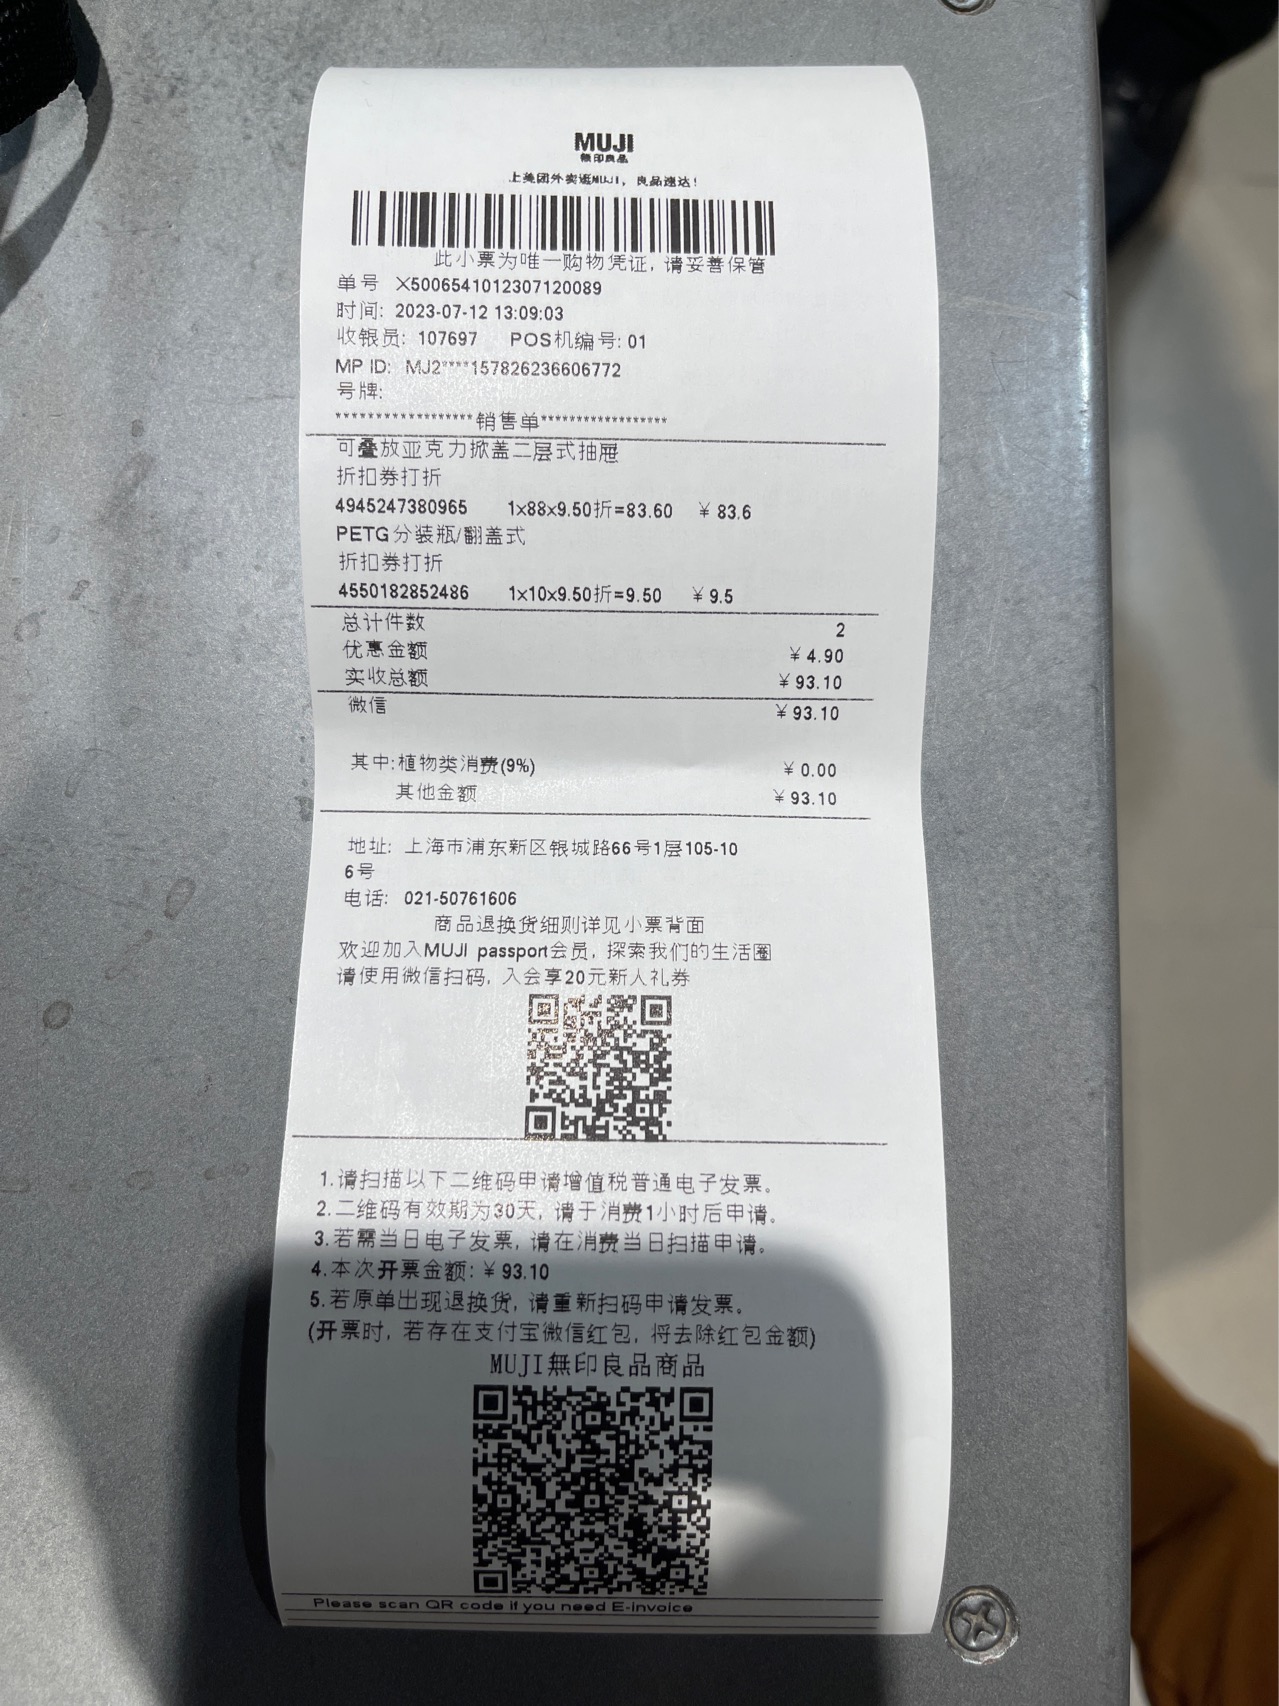 MUJI
無印良品
上美团外卖逛MUJI，良品速达！
此小票为唯一购物凭证, 请妥善保管
单号 X5006541012307120089
时间: 2023-07-12 13:09:03
收银员: 107697 POS机编号: 01
MP ID: MJ2****157826236606772
号牌:
*****************销售单*****************
可叠放亚克力掀盖二层式抽屉
折扣券打折
4945247380965 1x88x9.50折=83.60 ￥83.6
PETG分装瓶/翻盖式
折扣券打折
4550182852486 1x10x9.50折=9.50 ￥9.5
总计件数 2
优惠金额 ￥4.90
实收总额 ￥93.10
微信 ￥93.10
其中:植物类消费(9%) ￥0.00
其他金额 ￥93.10
地址: 上海市浦东新区银城路66号1层105-10
6号
电话: 021-50761606
商品退换货细则详见小票背面
欢迎加入MUJI passport会员, 探索我们的生活圈
请使用微信扫码, 入会享20元新人礼券
1.请扫描以下二维码申请增值税普通电子发票。
2.二维码有效期为30天, 请于消费1小时后申请。
3.若需当日电子发票, 请在消费当日扫描申请。
4.本次开票金额:￥93.10
5.若原单出现退换货, 请重新扫码申请发票。
(开票时, 若存在支付宝微信红包, 将去除红包金额)
MUJI無印良品商品
Please scan QR code if you need E-invoice